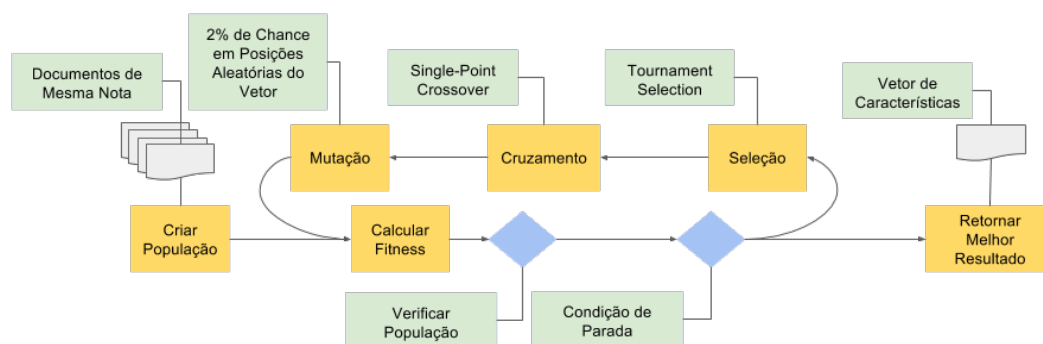 Documentos de
Mesma Nota
2% de Chance
em Posições
Aleatórias do
Vetor
Single-Point
Crossover
Tournament
Selection
Vetor de
Características
Mutação
Cruzamento
Seleção
Criar
População
Calcular
Fitness
Retornar
Melhor
Resultado
Verificar
População
Condição de
Parada